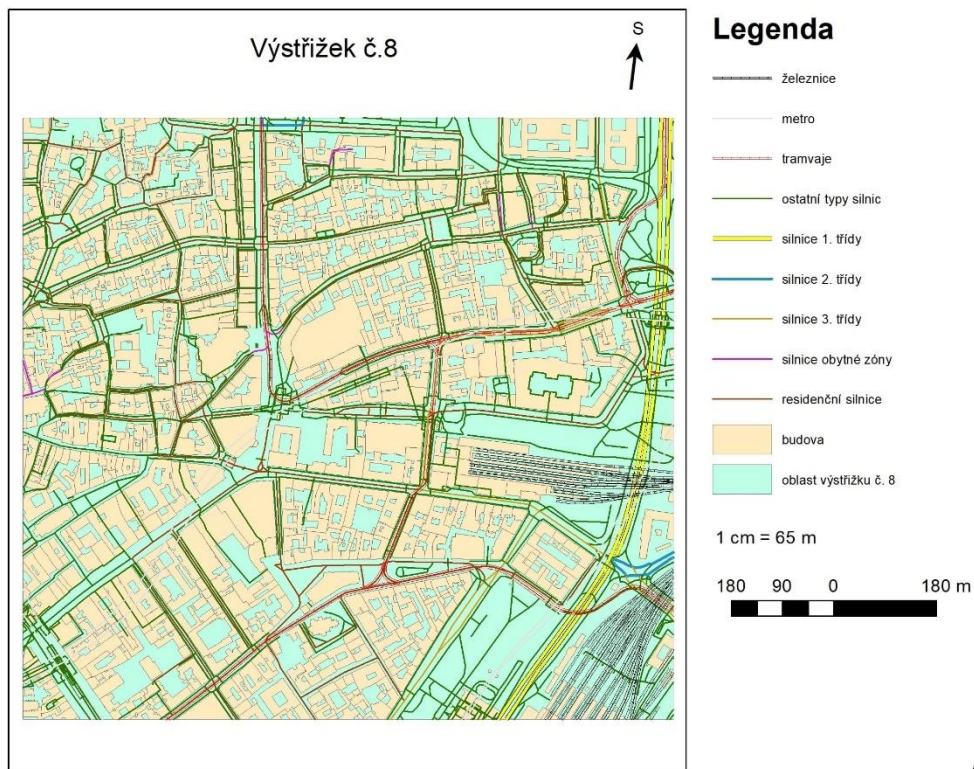 Výstřižek č.8
S
Legenda
železnice
metro
tramvaje
ostatní typy silnic
silnice 1. třídy
silnice 2. třídy
silnice 3. třídy
silnice obytné zóny
residenční silnice
budova
oblast výstřižku č. 8
1 cm = 65 m
180 90 0 180 m